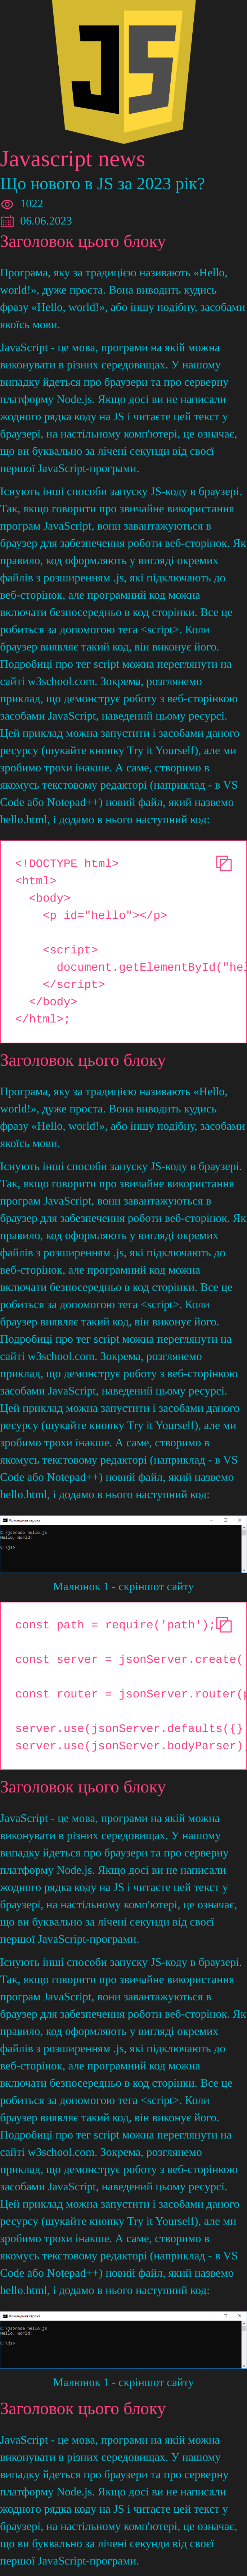 JS
Javascript news
Що нового в JS за 2023 рік?
1022
06.06.2023
Заголовок цього блоку
Програма, яку за традицією називають «Hello,
world!», дуже проста. Вона виводить кудись
фразу «Hello, world!», або іншу подібну, засобами
якоїсь мови.
JavaScript - це мова, програми на якій можна
виконувати в різних середовищах. У нашому
випадку йдеться про браузери та про серверну
платформу Node.js. Якщо досі ви не написали
жодного рядка коду на JS і читаєте цей текст у
браузері, на настільному комп'ютері, це означає,
що ви буквально за лічені секунди від своєї
першої JavaScript-програми.
Існують інші способи запуску JS-коду в браузері.
Так, якщо говорити про звичайне використання
програм JavaScript, вони завантажуються в
браузер для забезпечення роботи веб-сторінок. Як
правило, код оформляють у вигляді окремих
файлів з розширенням .js, які підключають до
веб-сторінок, але програмний код можна
включати безпосередньо в код сторінки. Все це
робиться за допомогою тега <script>. Коли
браузер виявляє такий код, він виконує його.
Подробиці про тег script можна переглянути на
сайті w3school.com. Зокрема, розглянемо
приклад, що демонструє роботу з веб-сторінкою
засобами JavaScript, наведений цьому ресурсі.
Цей приклад можна запустити і засобами даного
ресурсу (шукайте кнопку Try it Yourself), але ми
зробимо трохи інакше. А саме, створимо в
якомусь текстовому редакторі (наприклад - в VS
Code або Notepad++) новий файл, який назвемо
hello.html, і додамо в нього наступний код:
<!DOCTYPE html>
<html>
<body>
<p id="hello"></p>
<script>
document.getElementById("hel
</script>
</body>
</html>;
Заголовок цього блоку
Програма, яку за традицією називають «Hello,
world!», дуже проста. Вона виводить кудись
фразу «Hello, world!», або іншу подібну, засобами
якоїсь мови.
Існують інші способи запуску JS-коду в браузері.
Так, якщо говорити про звичайне використання
програм JavaScript, вони завантажуються в
браузер для забезпечення роботи веб-сторінок. Як
правило, код оформляють у вигляді окремих
файлів з розширенням .js, які підключають до
веб-сторінок, але програмний код можна
включати безпосередньо в код сторінки. Все це
робиться за допомогою тега <script>. Коли
браузер виявляє такий код, він виконує його.
Подробиці про тег script можна переглянути на
сайті w3school.com. Зокрема, розглянемо
приклад, що демонструє роботу з веб-сторінкою
засобами JavaScript, наведений цьому ресурсі.
Цей приклад можна запустити і засобами даного
ресурсу (шукайте кнопку Try it Yourself), але ми
зробимо трохи інакше. А саме, створимо в
якомусь текстовому редакторі (наприклад - в VS
Code або Notepad++) новий файл, який назвемо
hello.html, і додамо в нього наступний код:
Командная строка
C:\js>node hello.js
Hello, World!
C:\js>
Малюнок 1 - скріншот сайту
const path = require('path');
const server = jsonServer.create(
const router = jsonServer.router(p
server.use(jsonServer.defaults({})
server.use(jsonServer.bodyParser);
Заголовок цього блоку
JavaScript - це мова, програми на якій можна
виконувати в різних середовищах. У нашому
випадку йдеться про браузери та про серверну
платформу Node.js. Якщо досі ви не написали
жодного рядка коду на JS і читаєте цей текст у
браузері, на настільному комп'ютері, це означає,
що ви буквально за лічені секунди від своєї
першої JavaScript-програми.
Існують інші способи запуску JS-коду в браузері.
Так, якщо говорити про звичайне використання
програм JavaScript, вони завантажуються в
браузер для забезпечення роботи веб-сторінок. Як
правило, код оформляють у вигляді окремих
файлів з розширенням .js, які підключають до
веб-сторінок, але програмний код можна
включати безпосередньо в код сторінки. Все це
робиться за допомогою тега <script>. Коли
браузер виявляє такий код, він виконує його.
Подробиці про тег script можна переглянути на
сайті w3school.com. Зокрема, розглянемо
приклад, що демонструє роботу з веб-сторінкою
засобами JavaScript, наведений цьому ресурсі.
Цей приклад можна запустити і засобами даного
ресурсу (шукайте кнопку Try it Yourself), але ми
зробимо трохи інакше. А саме, створимо в
якомусь текстовому редакторі (наприклад - в VS
Code або Notepad++) новий файл, який назвемо
hello.html, і додамо в нього наступний код:
Командная строка
C:\js>node hello.js
Hello, World!
C:\js>
Малюнок 1 - скріншот сайту
Заголовок цього блоку
JavaScript - це мова, програми на якій можна
виконувати в різних середовищах. У нашому
випадку йдеться про браузери та про серверну
платформу Node.js. Якщо досі ви не написали
жодного рядка коду на JS і читаєте цей текст у
браузері, на настільному комп'ютері, це означає,
що ви буквально за лічені секунди від своєї
першої JavaScript-програми.